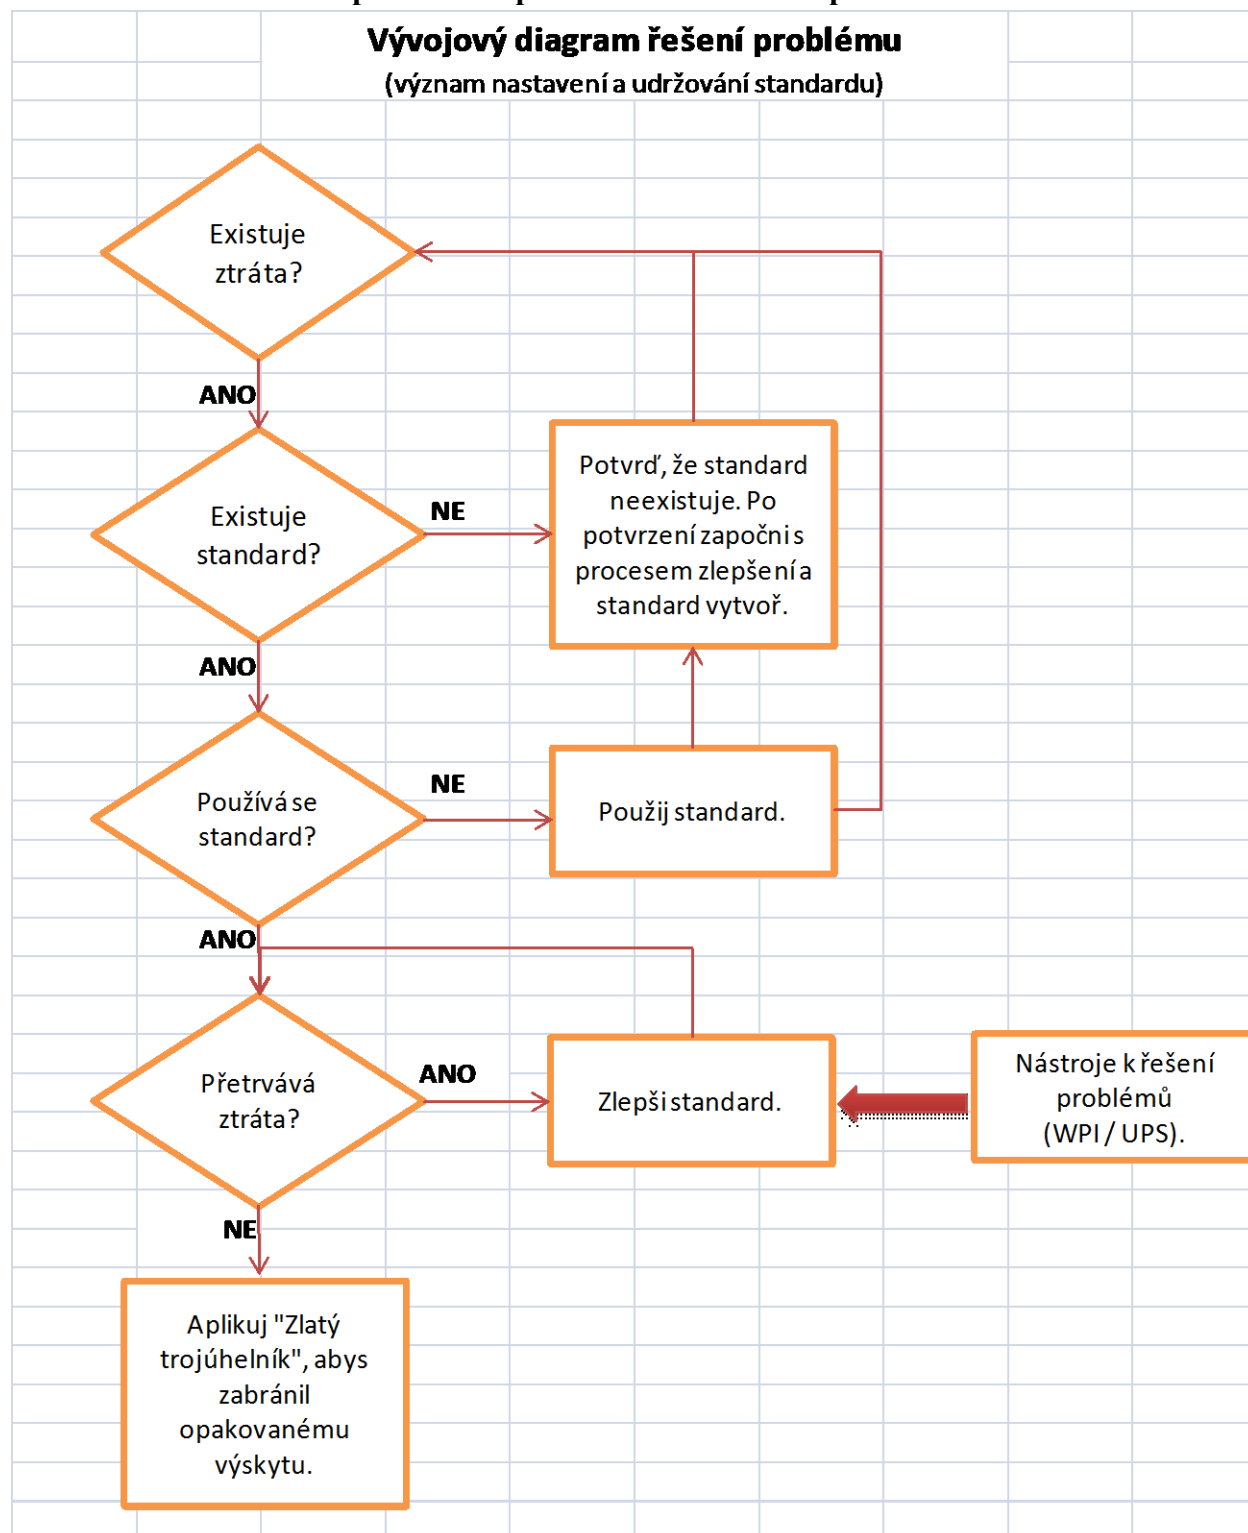 Vývojový diagram řešení problému
(význam nastavení a udržování standardu)
Existuje
ztráta?
ANO
Existuje
standard?
NE
Potvrď, že standard
neexistuje. Po
potvrzení započni s
procesem zlepšení a
standard vytvoř.
ANO
Používá se
standard?
NE
Použij standard.
ANO
Přetrvává
ztráta?
ANO
Zlepši standard.
Nástroje k řešení
problémů
(WPI / UPS).
NE
Aplikuj "Zlatý
trojúhelník", abys
zabránil
opakovanému
výskytu.